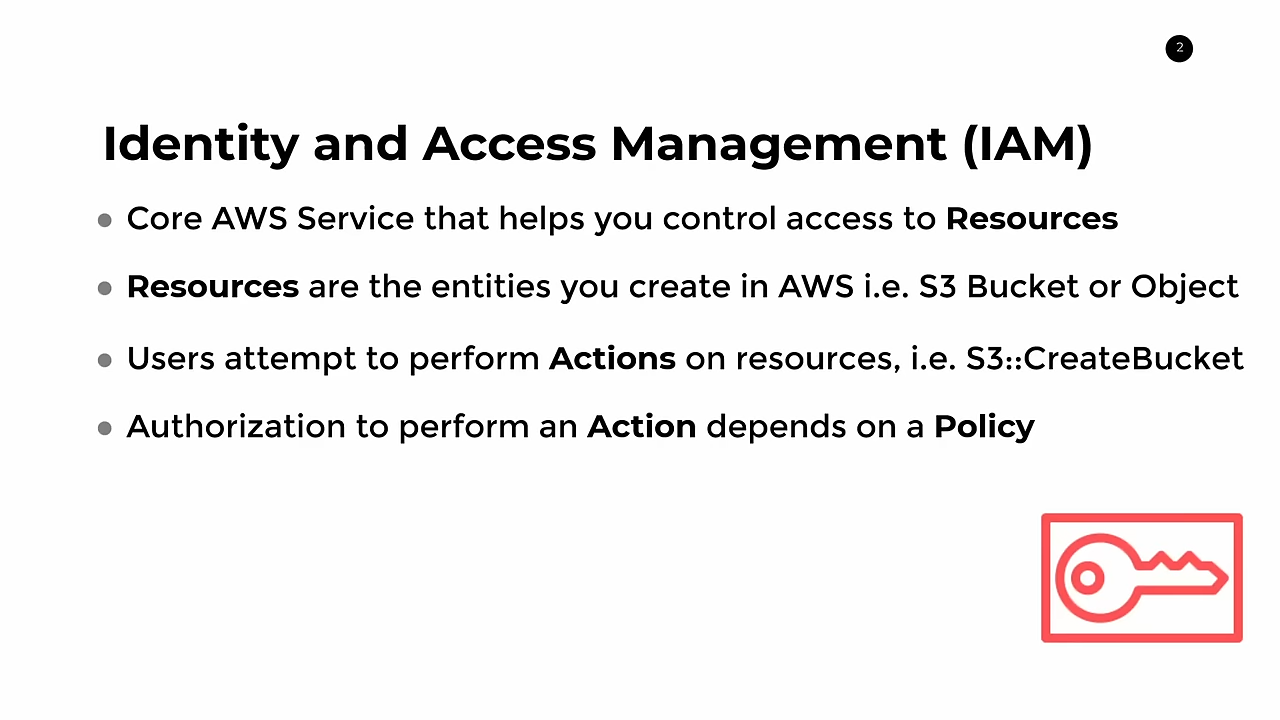 2
Identity and Access Management (IAM)
● Core AWS Service that helps you control access to Resources
● Resources are the entities you create in AWS i.e. S3 Bucket or Object
● Users attempt to perform Actions on resources, i.e. S3::CreateBucket
● Authorization to perform an Action depends on a Policy